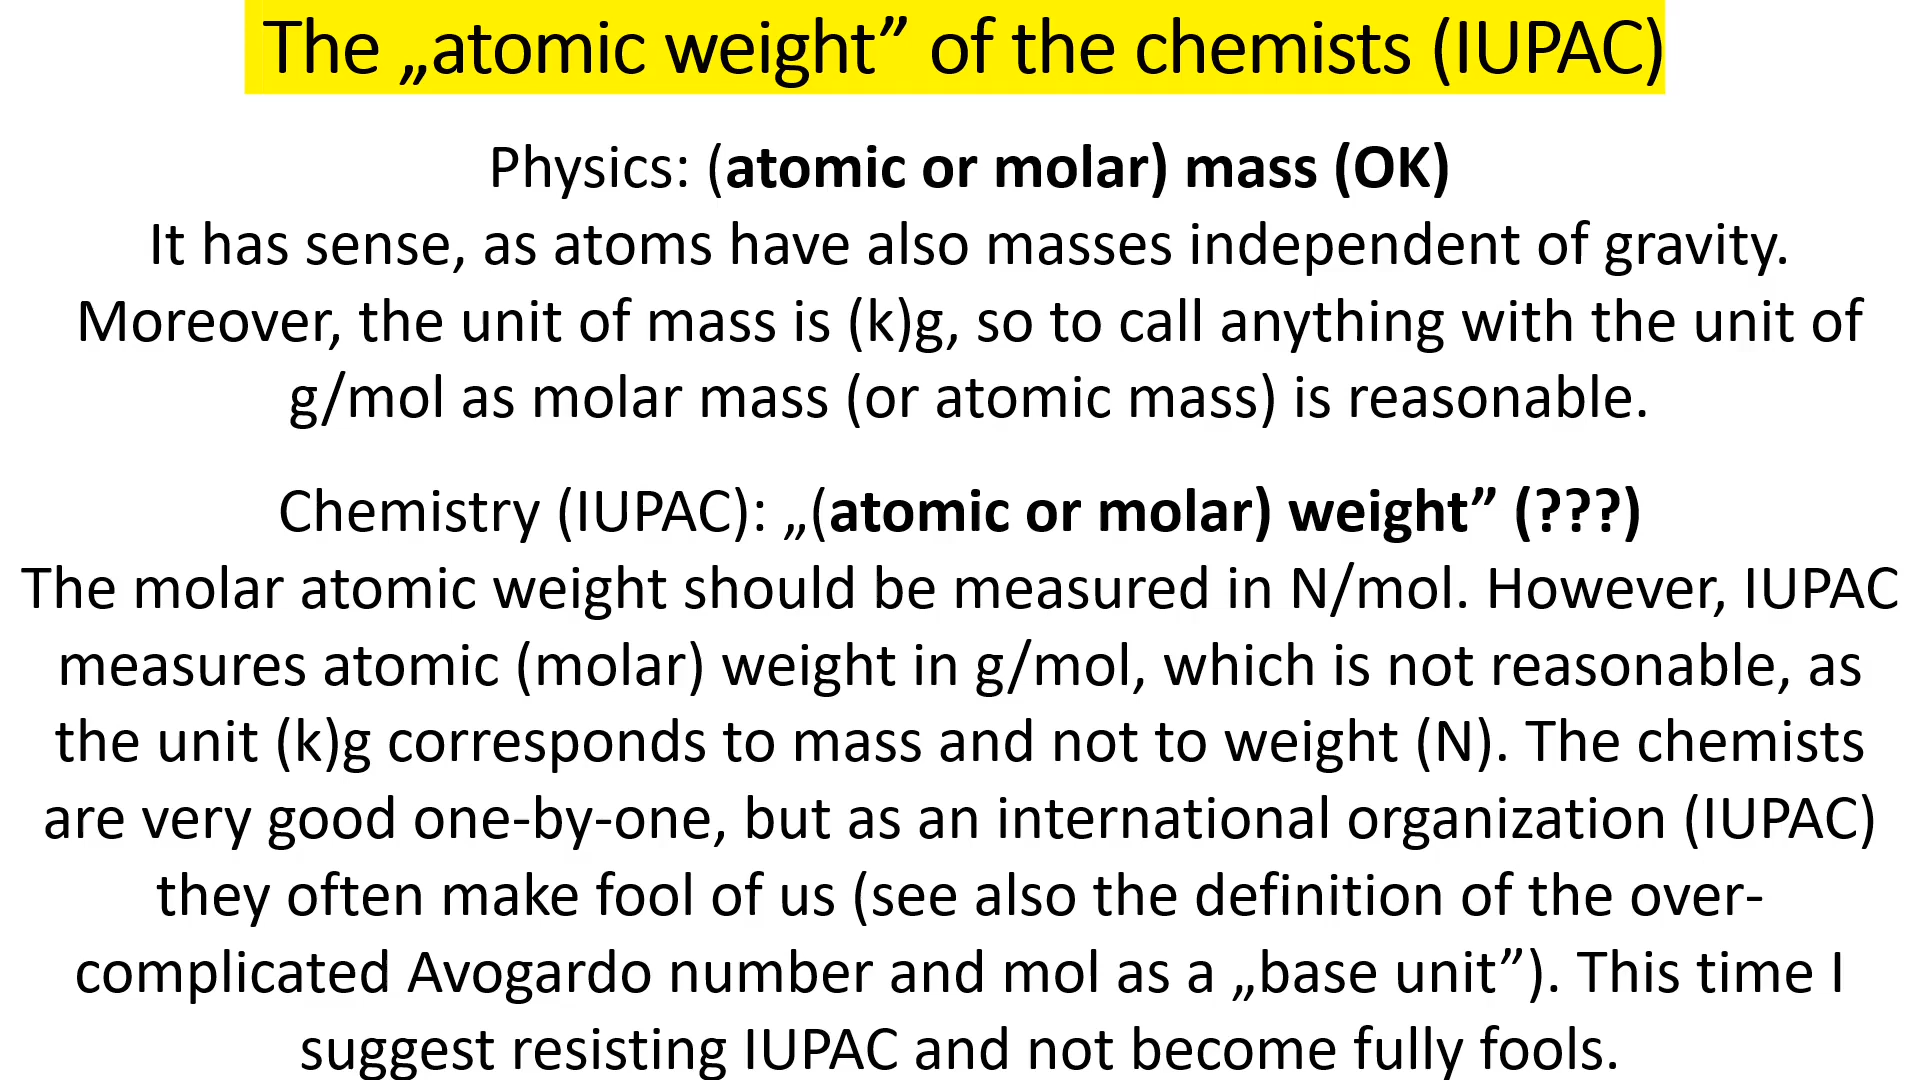 The „atomic weight” of the chemists (IUPAC)
Physics: (atomic or molar) mass (OK)
It has sense, as atoms have also masses independent of gravity.
Moreover, the unit of mass is (k)g, so to call anything with the unit of
g/mol as molar mass (or atomic mass) is reasonable.
Chemistry (IUPAC): „(atomic or molar) weight” (???)
The molar atomic weight should be measured in N/mol. However, IUPAC
measures atomic (molar) weight in g/mol, which is not reasonable, as
the unit (k)g corresponds to mass and not to weight (N). The chemists
are very good one-by-one, but as an international organization (IUPAC)
they often make fool of us (see also the definition of the over-
complicated Avogardo number and mol as a „base unit”). This time I
suggest resisting IUPAC and not become fully fools.